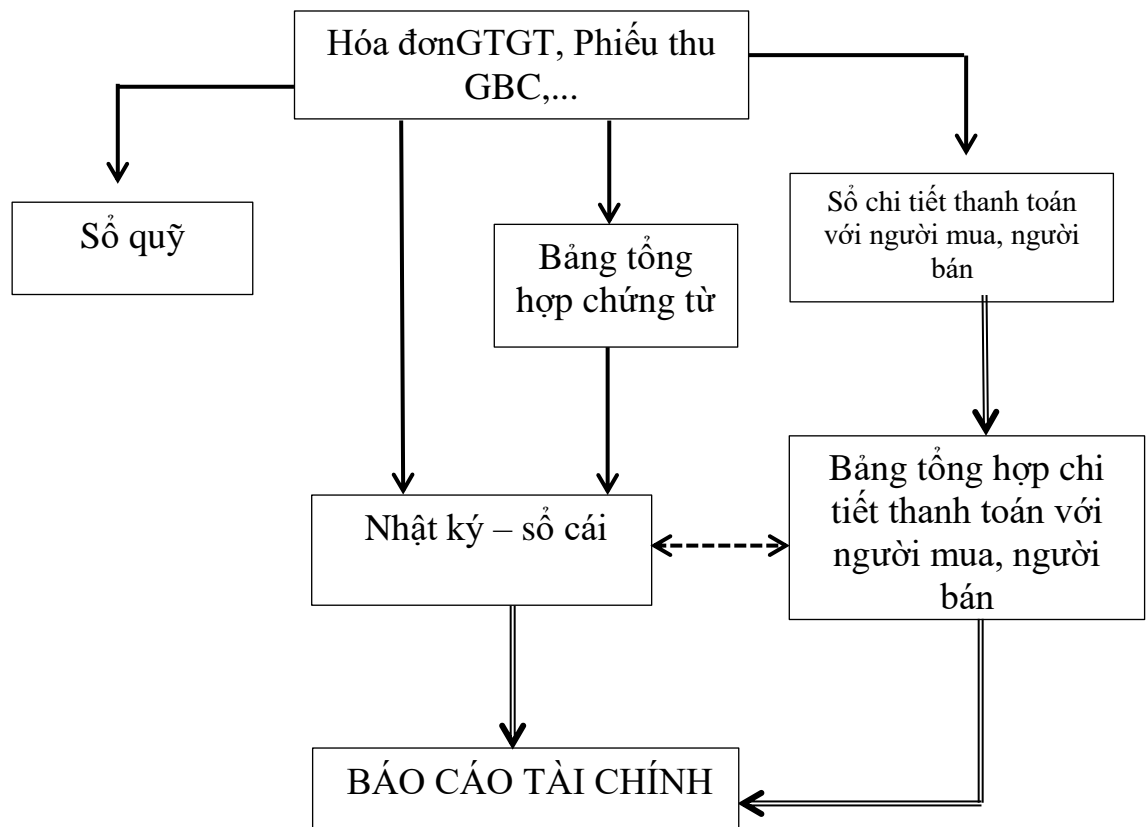 Hóa đơnGTGT, Phiếu thu
GBC,...
Sổ quỹ
Bảng tổng
hợp chứng từ
Sổ chi tiết thanh toán
với người mua, người
bán
Nhật ký – sổ cái
Bảng tổng hợp chi
tiết thanh toán với
người mua, người
bán
BÁO CÁO TÀI CHÍNH